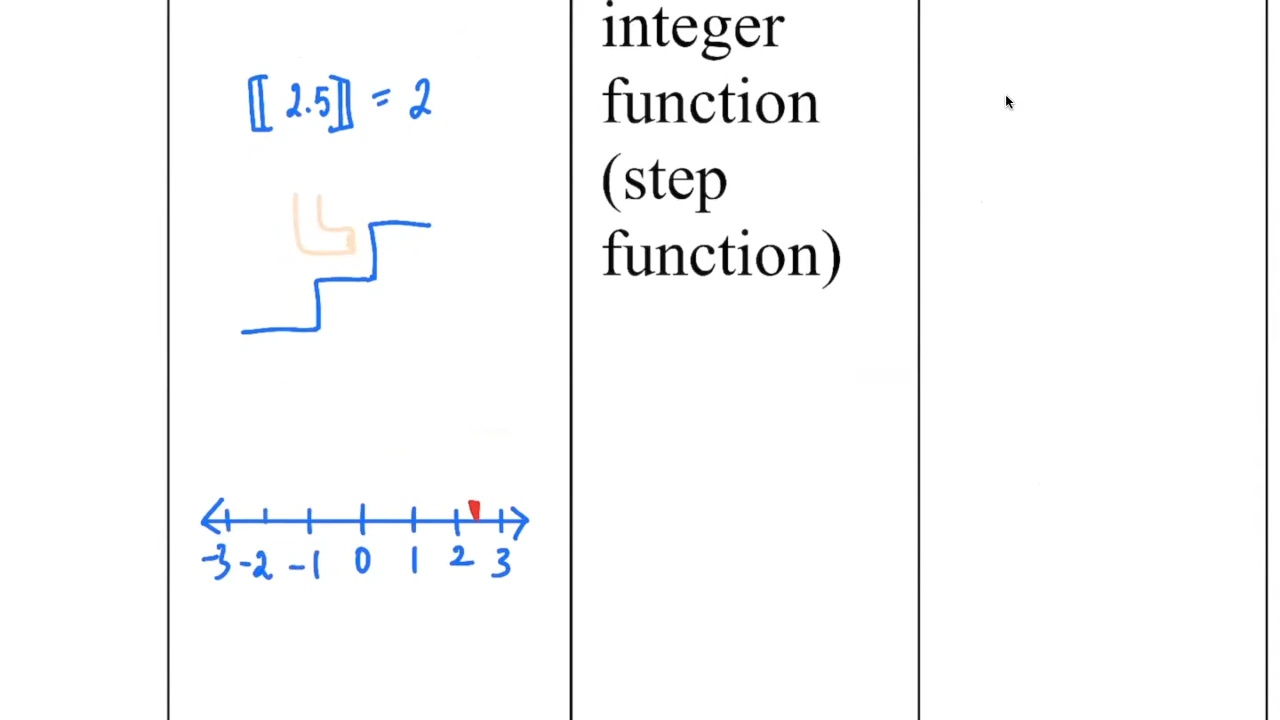 [[ 2.5]] = 2
-3 -2 -1 0 1 2 3
integer
function
(step
function)